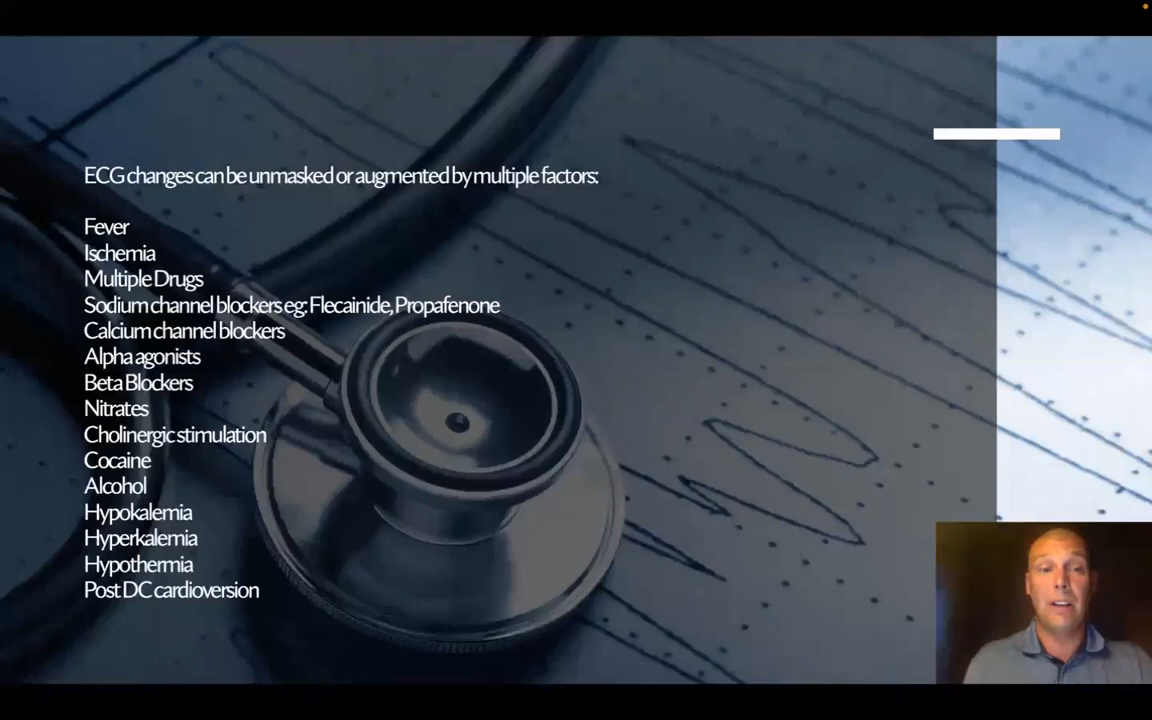 ECG changes can be unmasked or augmented by multiple factors:
Fever
Ischemia
Multiple Drugs
Sodium channel blockers eg: Flecainide, Propafenone
Calcium channel blockers
Alpha agonists
Beta Blockers
Nitrates
Cholinergic stimulation
Cocaine
Alcohol
Hypokalemia
Hyperkalemia
Hypothermia
Post DC cardioversion